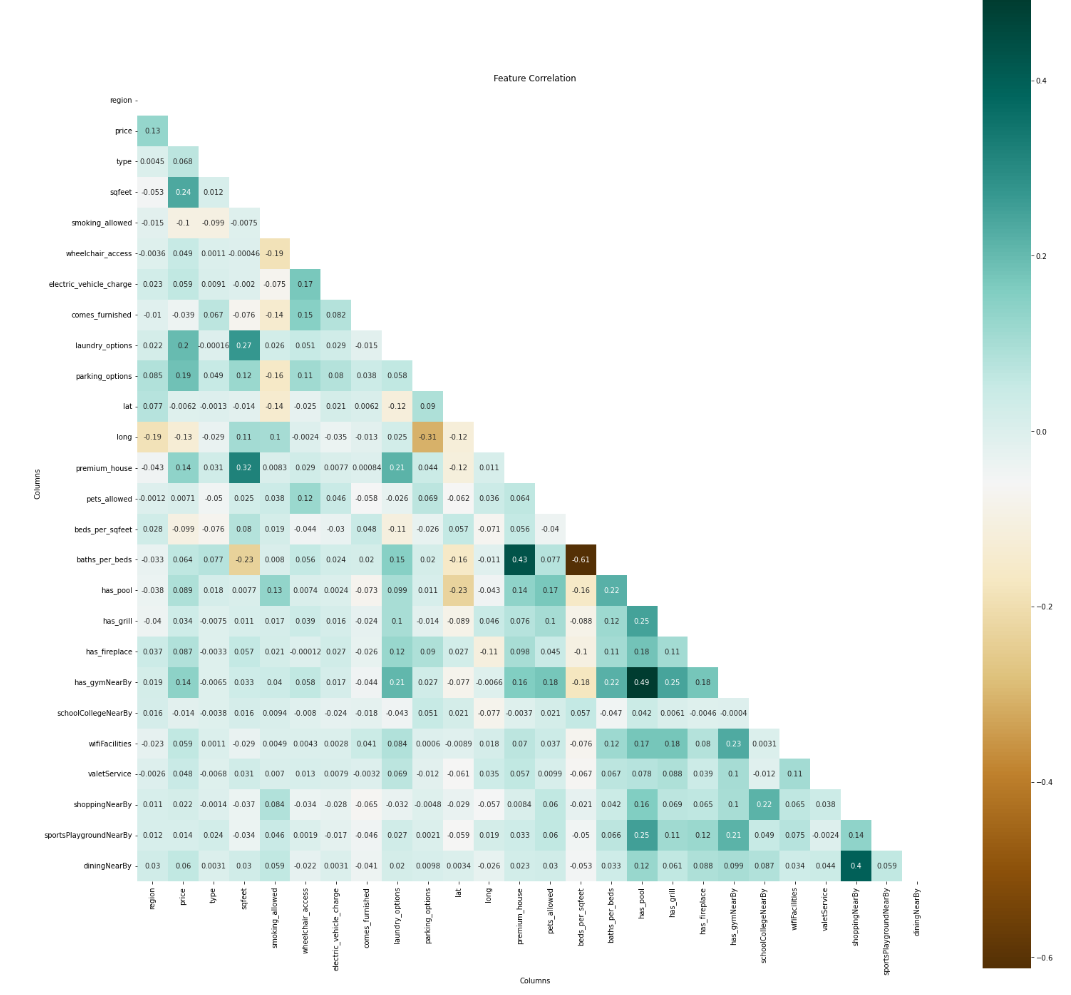 Feature Correlation
region
price 0.13
type 0.0045 0.068
sqfeet -0.053 0.24 0.012
smoking_allowed -0.015 -0.1 -0.099 -0.0075
wheelchair_access -0.0036 0.049 0.0011 -0.00046 -0.19
electric_vehicle_charge 0.023 0.059 0.0091 -0.002 -0.075 0.17
comes_furnished -0.01 -0.039 0.067 -0.076 -0.14 0.15 0.082
laundry_options 0.022 0.2 -0.00016 0.27 0.026 0.051 0.029 -0.015
parking_options 0.085 0.19 0.049 0.12 -0.16 0.11 0.08 0.038 0.058
lat 0.077 -0.0062 -0.0013 -0.014 -0.14 -0.025 0.021 0.0062 -0.12 0.09
long -0.19 -0.13 -0.029 0.11 0.1 -0.0024 -0.035 -0.013 0.025 -0.31 -0.12
premium_house -0.043 0.14 0.031 0.32 0.0083 0.029 0.0077 0.00084 0.21 0.044 -0.12 0.011
pets_allowed -0.0012 0.0071 -0.05 0.025 0.038 0.12 0.046 -0.058 -0.026 0.069 -0.062 0.036 0.064
beds_per_sqfeet 0.028 -0.099 -0.076 0.08 0.019 -0.044 -0.03 0.048 -0.11 -0.026 0.057 -0.071 0.056 -0.04
baths_per_beds -0.033 0.064 0.077 -0.23 0.008 0.056 0.024 0.02 0.15 0.02 -0.16 -0.011 0.43 0.077 -0.61
has_pool -0.038 0.089 0.018 0.0077 0.13 0.0074 0.0024 -0.073 0.099 0.011 -0.23 -0.043 0.14 0.17 -0.16 0.22
has_grill -0.04 0.034 -0.0075 0.011 0.017 0.039 0.016 -0.024 0.1 -0.014 -0.089 0.046 0.076 0.1 -0.088 0.12 0.25
has_fireplace 0.037 0.087 -0.0033 0.057 0.021 -0.00012 0.027 -0.026 0.12 0.09 0.027 -0.11 0.098 0.045 -0.1 0.11 0.18 0.11
has_gymNearBy 0.019 0.14 -0.0065 0.033 0.04 0.058 0.017 -0.044 0.21 0.027 -0.077 -0.0066 0.16 0.18 -0.18 0.22 0.49 0.25 0.18
schoolCollegeNearBy 0.016 -0.014 -0.0038 0.016 0.0094 -0.008 -0.024 -0.018 -0.043 0.051 0.021 -0.077 -0.0037 0.021 0.057 -0.047 0.042 0.0061 -0.0046 -0.0004
wifiFacilities -0.023 0.059 0.0011 -0.029 0.0049 0.0043 0.0028 0.041 0.084 0.0006 -0.0089 0.018 0.07 0.037 -0.076 0.12 0.17 0.18 0.08 0.23 0.0031
valetService -0.0026 0.048 -0.0068 0.031 0.007 0.013 0.0079 -0.0032 0.069 -0.012 -0.061 0.035 0.057 0.0099 -0.067 0.067 0.078 0.088 0.039 0.1 -0.012 0.11
shoppingNearBy 0.011 0.022 -0.0014 -0.037 0.084 -0.034 -0.028 -0.065 -0.032 -0.0048 -0.029 -0.057 0.0084 0.06 -0.021 0.042 0.16 0.069 0.065 0.1 0.22 0.065 0.038
sportsPlaygroundNearBy 0.012 0.014 0.024 -0.034 0.046 0.0019 -0.017 -0.046 0.027 0.0021 -0.059 0.019 0.033 0.06 -0.05 0.066 0.25 0.11 0.12 0.21 0.049 0.075 -0.0024 0.14
diningNearBy 0.03 0.06 0.0031 0.03 0.059 -0.022 0.0031 -0.041 0.02 0.0098 0.0034 -0.026 0.023 0.03 -0.053 0.033 0.12 0.061 0.088 0.099 0.087 0.034 0.044 0.4 0.059
Columns
region
price
type
sqfeet
smoking_allowed
wheelchair_access
electric_vehicle_charge
comes_furnished
laundry_options
parking_options
lat
long
premium_house
pets_allowed
beds_per_sqfeet
baths_per_beds
has_pool
has_grill
has_fireplace
has_gymNearBy
schoolCollegeNearBy
wifiFacilities
valetService
shoppingNearBy
sportsPlaygroundNearBy
diningNearBy
Columns
0.4
0.2
0.0
−0.2
−0.4
−0.6